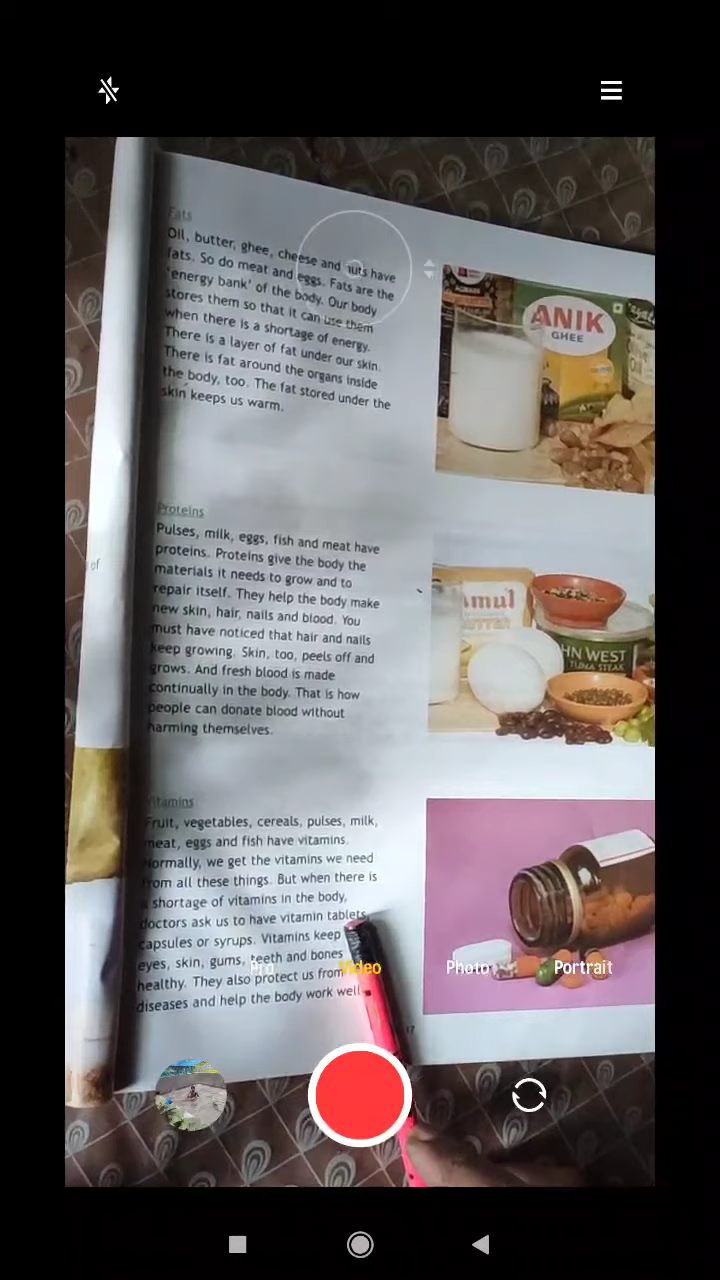 Fats
Oil, butter, ghee, cheese and nuts have
fats. So do meat and eggs. Fats are the
'energy bank' of the body. Our body
stores them so that it can use them
when there is a shortage of energy.
There is a layer of fat under our skin.
There is fat around the organs inside
the body, too. The fat stored under the
skin keeps us warm.
ANIK
GHEE
Proteins
Pulses, milk, eggs, fish and meat have
proteins. Proteins give the body the
materials it needs to grow and to
repair itself. They help the body make
new skin, hair, nails and blood. You
must have noticed that hair and nails
keep growing. Skin, too, peels off and
grows. And fresh blood is made
continually in the body. That is how
people can donate blood without
harming themselves.
of
Amul
BUTTER
HN WEST
TUNA STEAK
Vitamins
Fruit, vegetables, cereals, pulses, milk,
meat, eggs and fish have vitamins.
Normally, we get the vitamins we need
from all these things. But when there is
a shortage of vitamins in the body,
doctors ask us to have vitamin tablets,
capsules or syrups. Vitamins keep
eyes, skin, gums, teeth and bones
healthy. They also protect us from
diseases and help the body work well.
17
Pro Video Photo Portrait